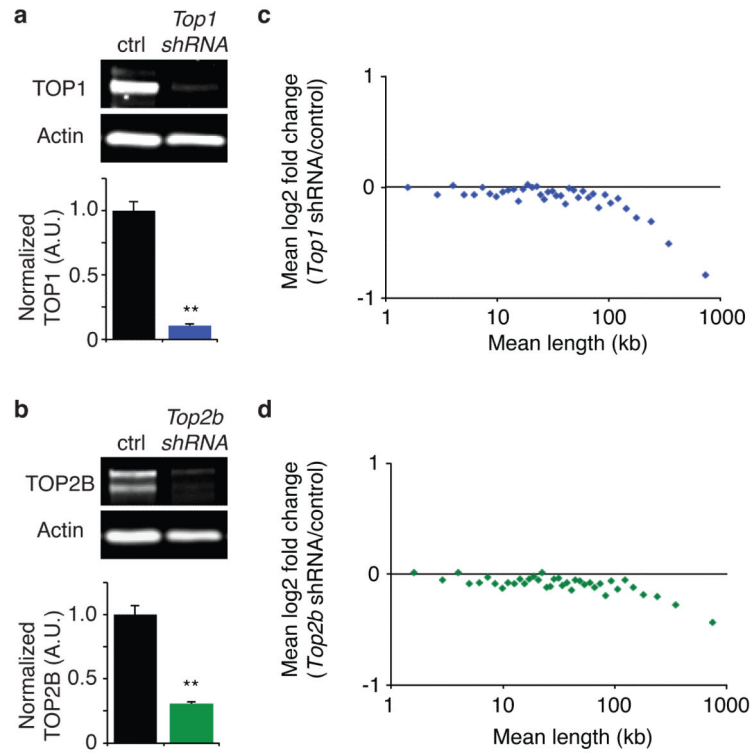 a
Top1
ctrl shRNA
TOP1
Actin
Normalized
TOP1 (A.U.)
1.0
0.5
0
**
c
Mean log2 fold change
(Top1 shRNA/control)
1
0
-1
1 10 100 1000
Mean length (kb)
b
Top2b
ctrl shRNA
TOP2B
Actin
Normalized
TOP2B (A.U.)
1.0
0.5
0
**
d
Mean log2 fold change
(Top2b shRNA/control)
1
0
-1
1 10 100 1000
Mean length (kb)